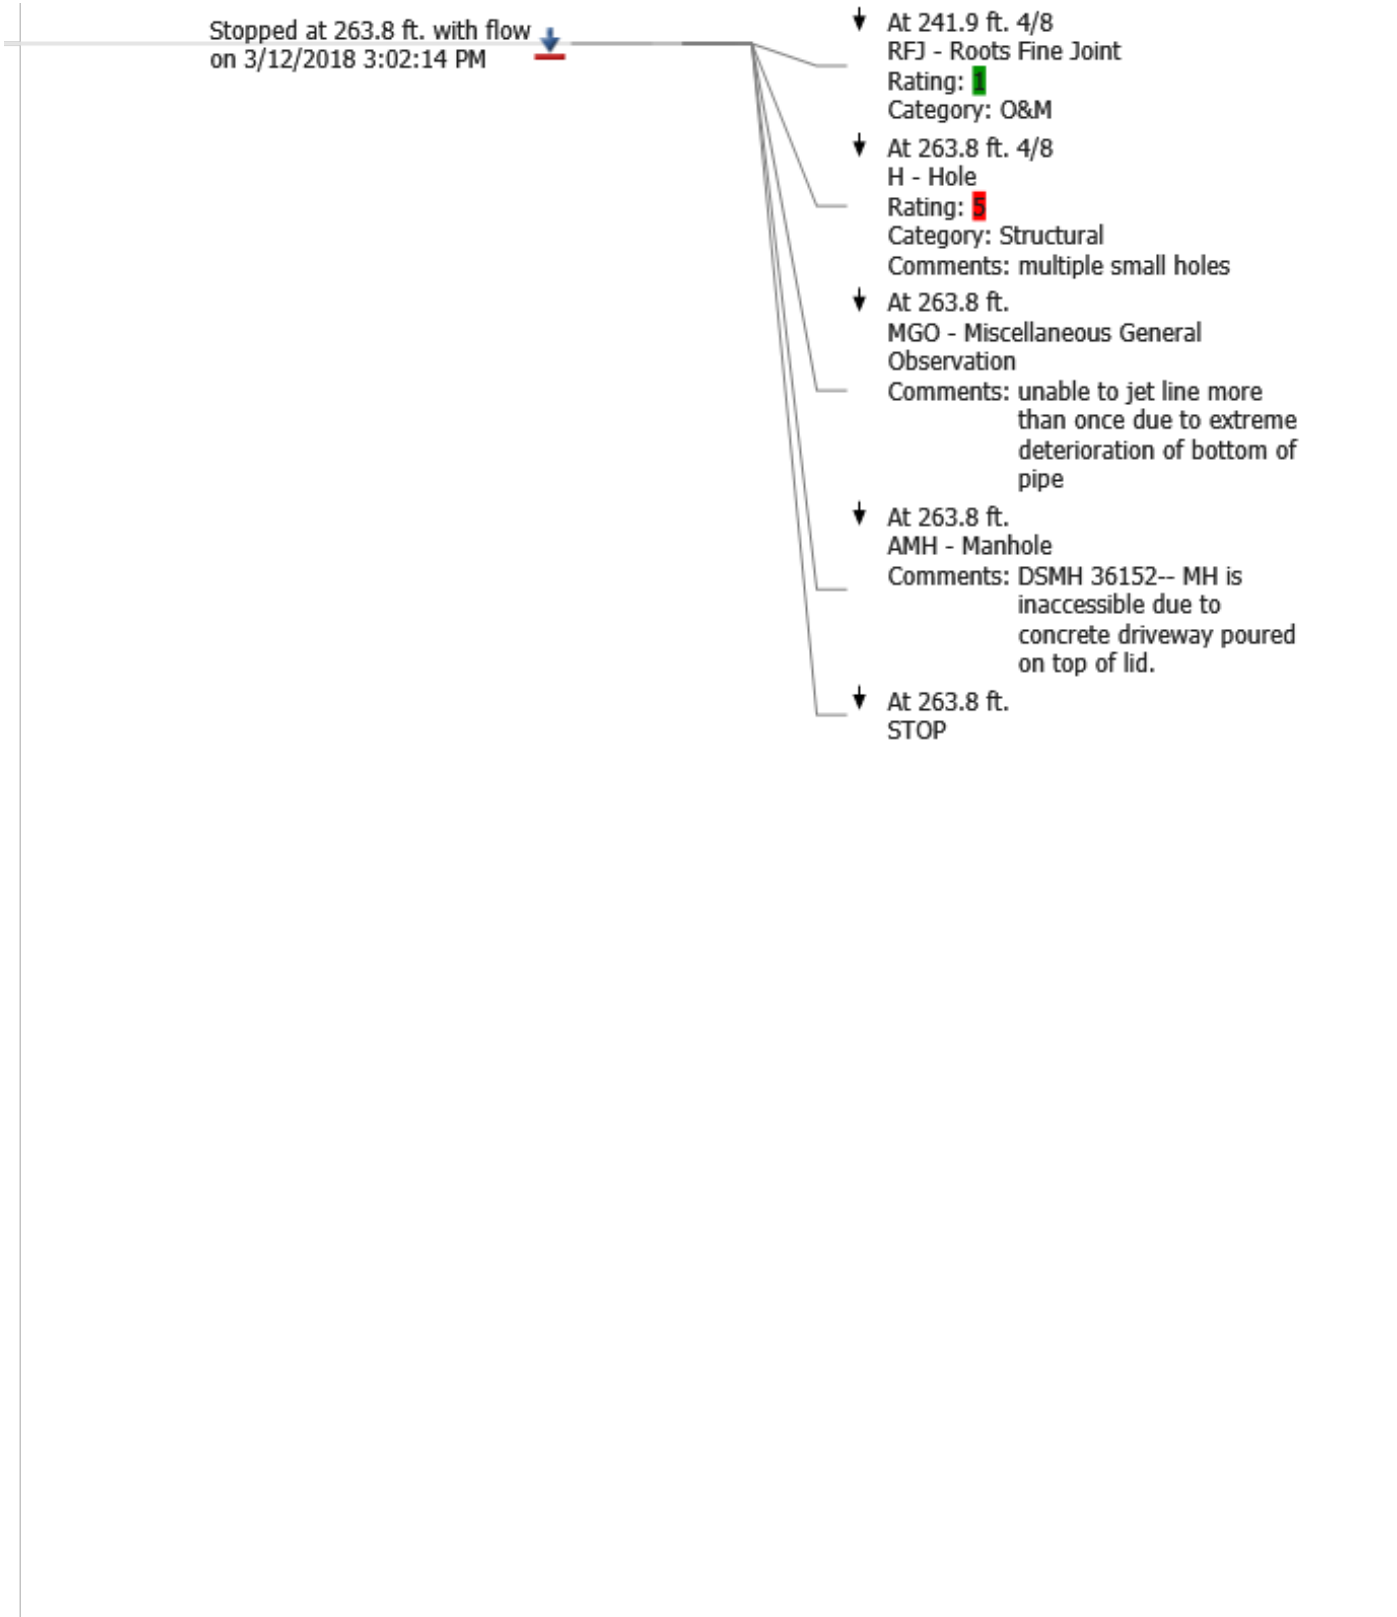 Stopped at 263.8 ft. with flow
on 3/12/2018 3:02:14 PM
At 241.9 ft. 4/8
RFJ - Roots Fine Joint
Rating: 1
Category: O&M
At 263.8 ft. 4/8
H - Hole
Rating: 5
Category: Structural
Comments: multiple small holes
At 263.8 ft.
MGO - Miscellaneous General
Observation
Comments: unable to jet line more
than once due to extreme
deterioration of bottom of
pipe
At 263.8 ft.
AMH - Manhole
Comments: DSMH 36152-- MH is
inaccessible due to
concrete driveway poured
on top of lid.
At 263.8 ft.
STOP